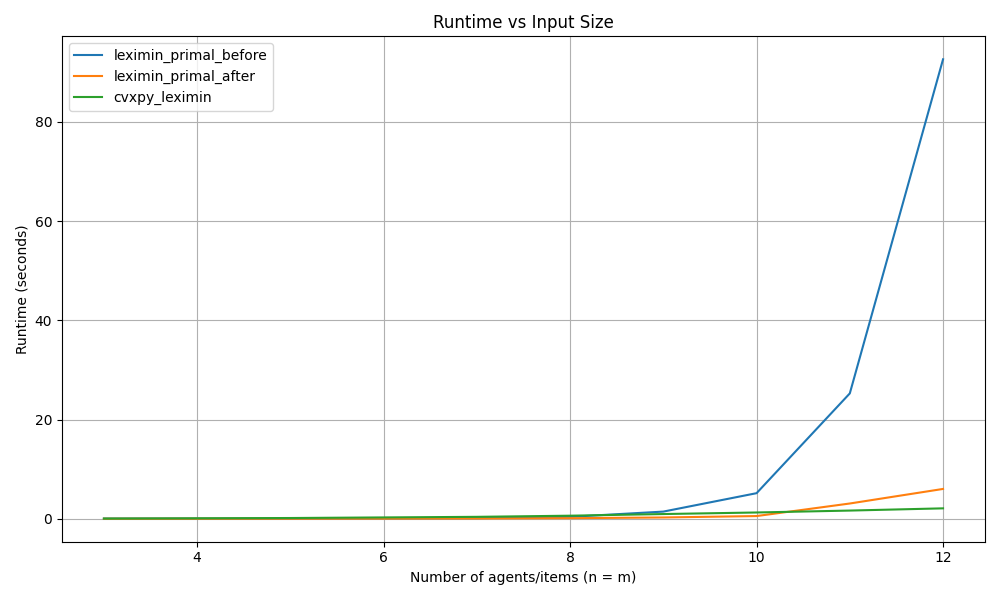 Runtime vs Input Size
leximin_primal_before
leximin_primal_after
cvxpy_leximin
Runtime (seconds)
80
60
40
20
0
4 6 8 10 12
Number of agents/items (n = m)